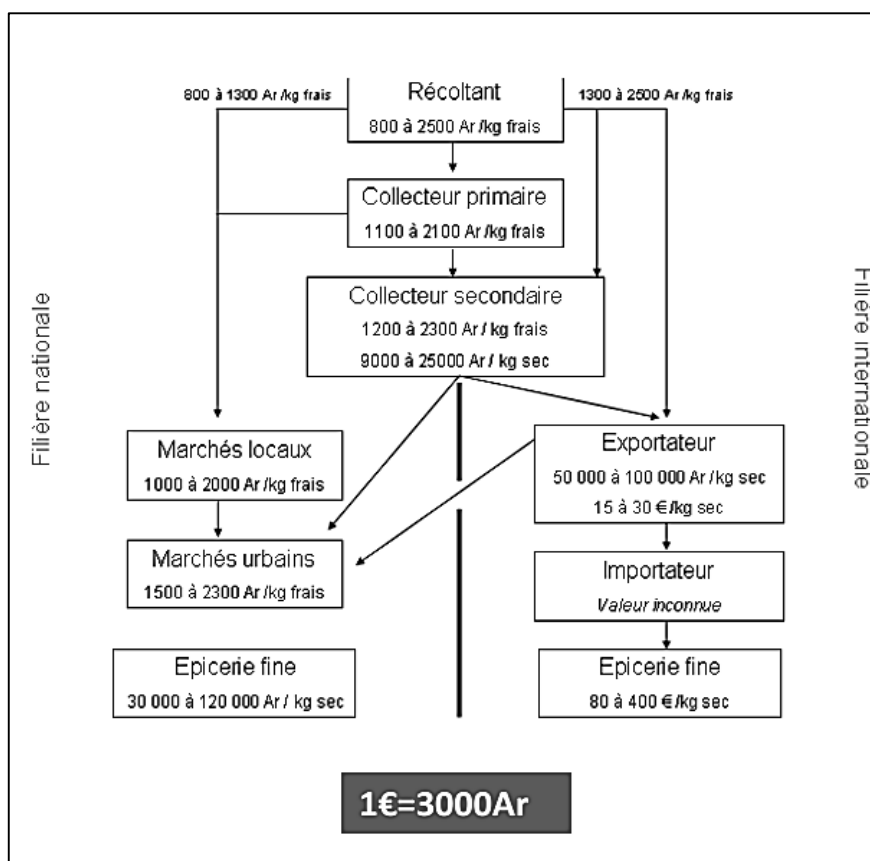 800 à 1300 Ar/kg frais
Récoltant
1300 à 2500 Ar/kg frais
800 à 2500 Ar/kg frais
Collecteur primaire
1100 à 2100 Ar/kg frais
Collecteur secondaire
1200 à 2300 Ar/ kg frais
9000 à 25000 Ar/ kg sec
Filière nationale
Filière internationale
Marchés locaux
1000 à 2000 Ar/kg frais
Exportateur
50 000 à 100 000 Ar/kg sec
15 à 30 €/kg sec
Marchés urbains
1500 à 2300 Ar/kg frais
Importateur
Valeur inconnue
Epicerie fine
30 000 à 120 000 Ar / kg sec
Epicerie fine
80 à 400 €/kg sec
1€=3000Ar